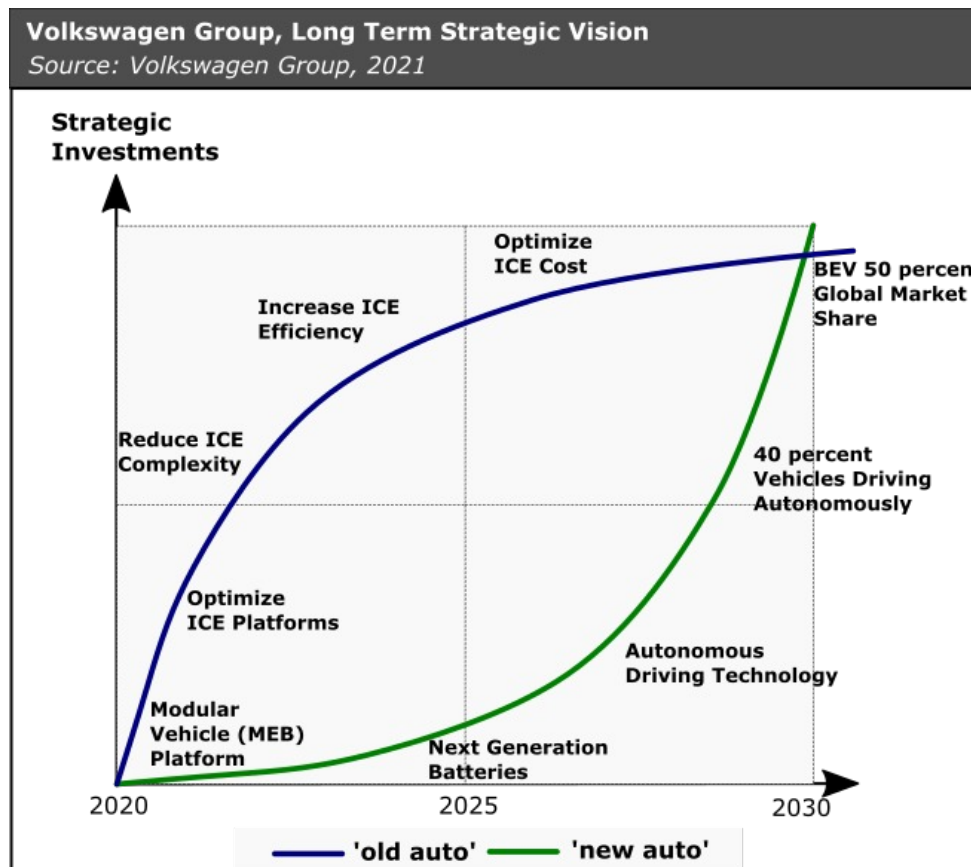 Volkswagen Group, Long Term Strategic Vision
Source: Volkswagen Group, 2021
Strategic
Investments
Optimize
ICE Cost
BEV 50 percent
Global Market
Share
Increase ICE
Efficiency
Reduce ICE
Complexity
40 percent
Vehicles Driving
Autonomously
Optimize
ICE Platforms
Autonomous
Driving Technology
Modular
Vehicle (MEB)
Platform
Next Generation
Batteries
2020
2025
2030
'old auto'
'new auto'